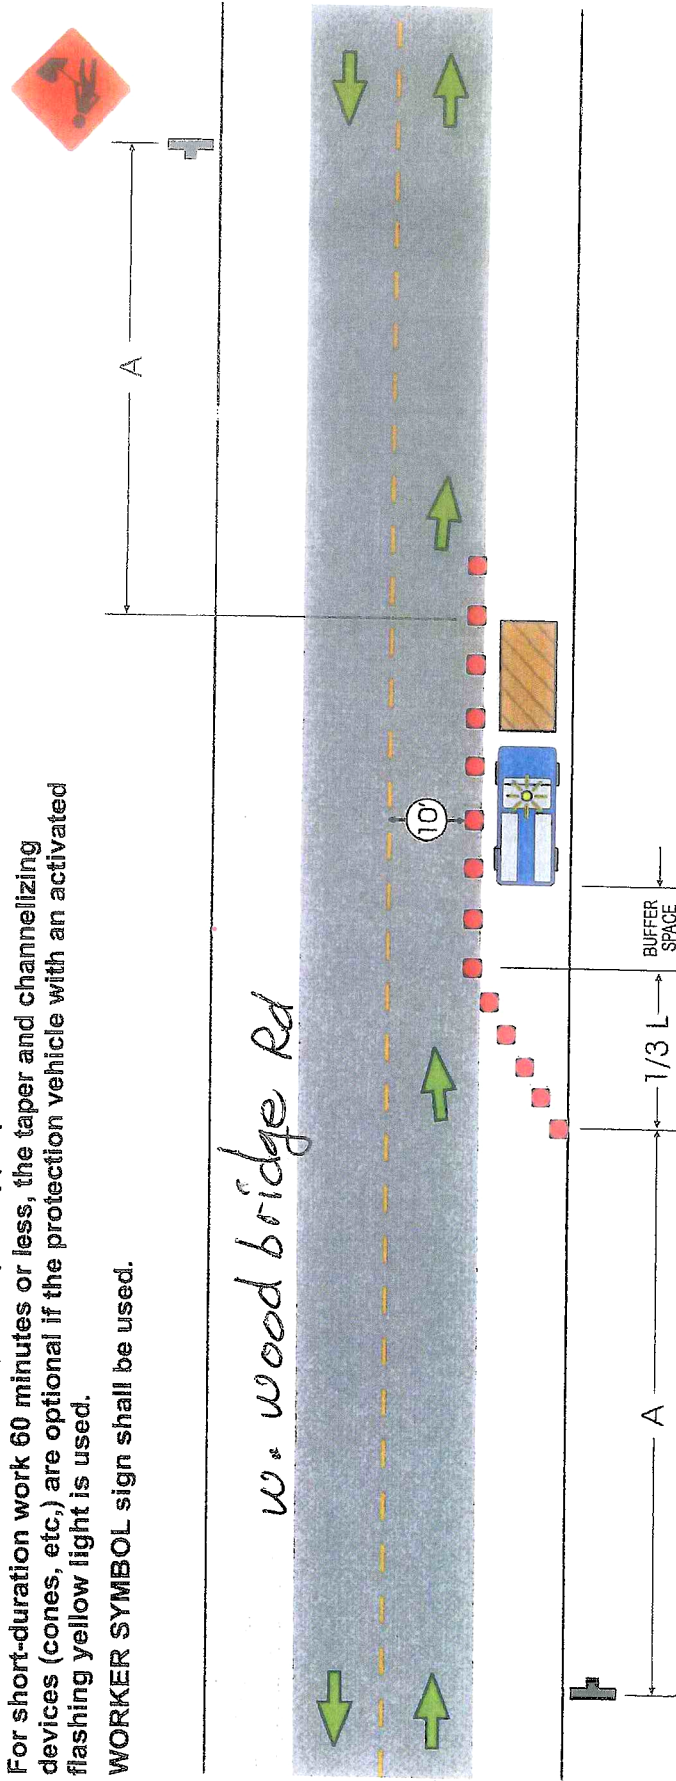 For short-duration work 60 minutes or less, the taper and channelizing
devices (cones, etc,) are optional if the protection vehicle with an activated
flashing yellow light is used.
WORKER SYMBOL sign shall be used.
A
W. Woodbridge Rd
10'
A
1/3 L
BUFFER
SPACE